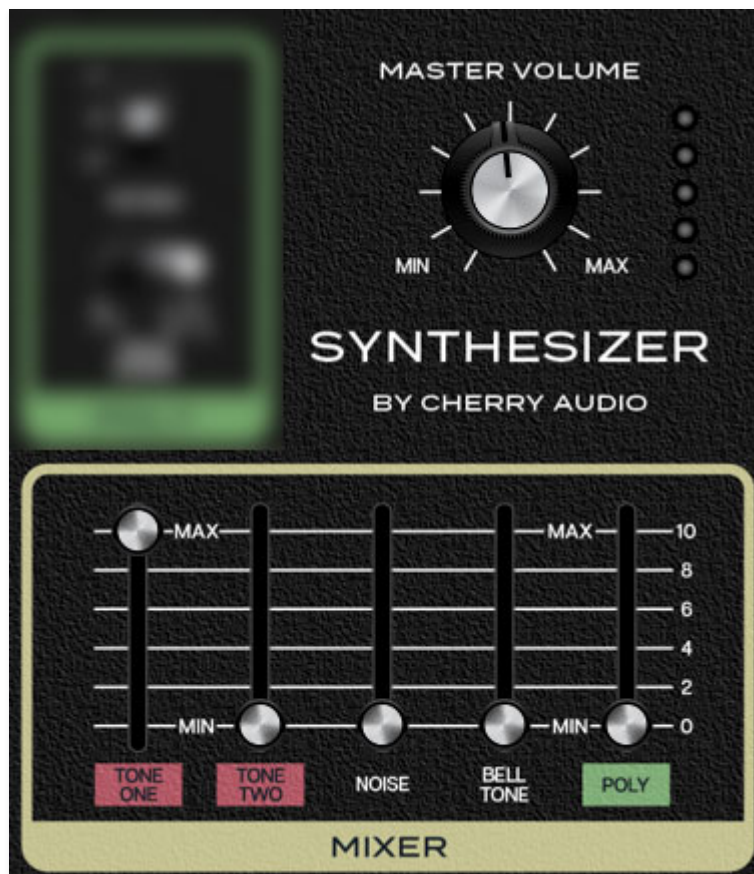 MASTER VOLUME
MIN
MAX
SYNTHESIZER
BY CHERRY AUDIO
MAX
MAX
10
8
6
4
2
MIN
MIN
0
TONE
ONE
TONE
TWO
NOISE
BELL
TONE
POLY
MIXER